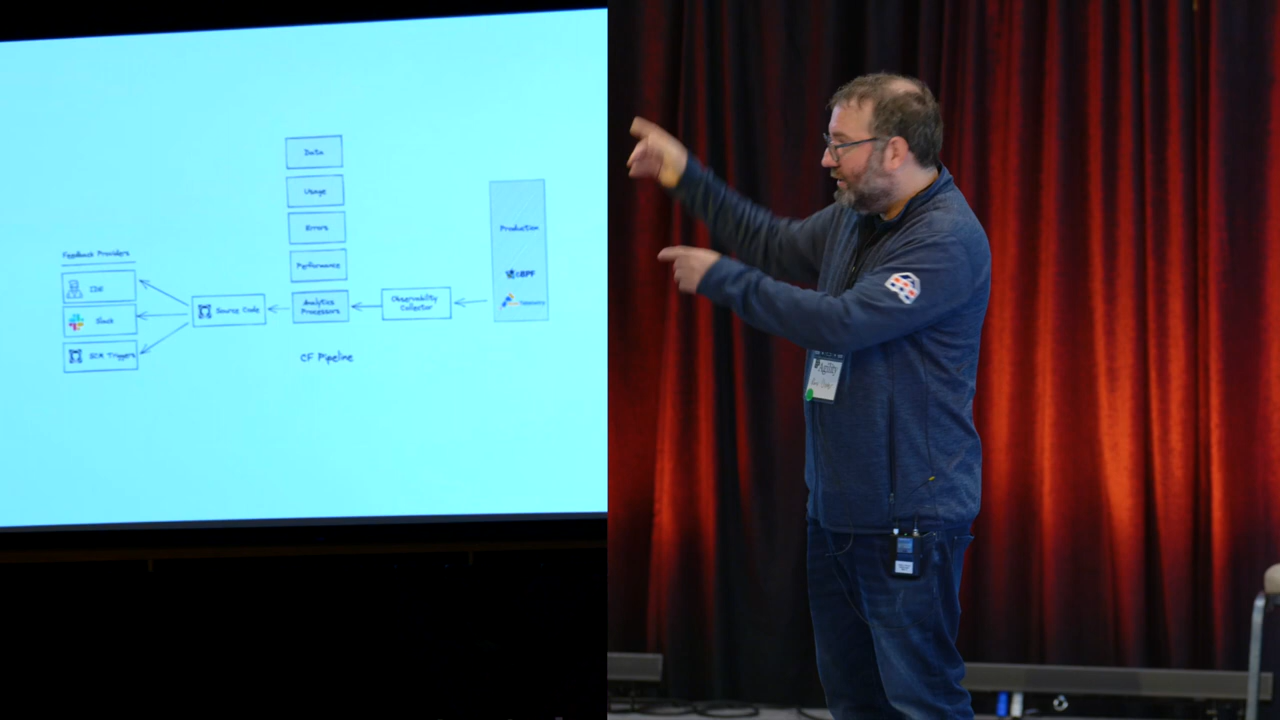 Data
Usage
Errors
Performance
Analytics
Processors
Observability
Collector
Production
eBPF
Feedback Providers
IDE
Slack
SCM Triggers
Source Code
CF Pipeline
Agility